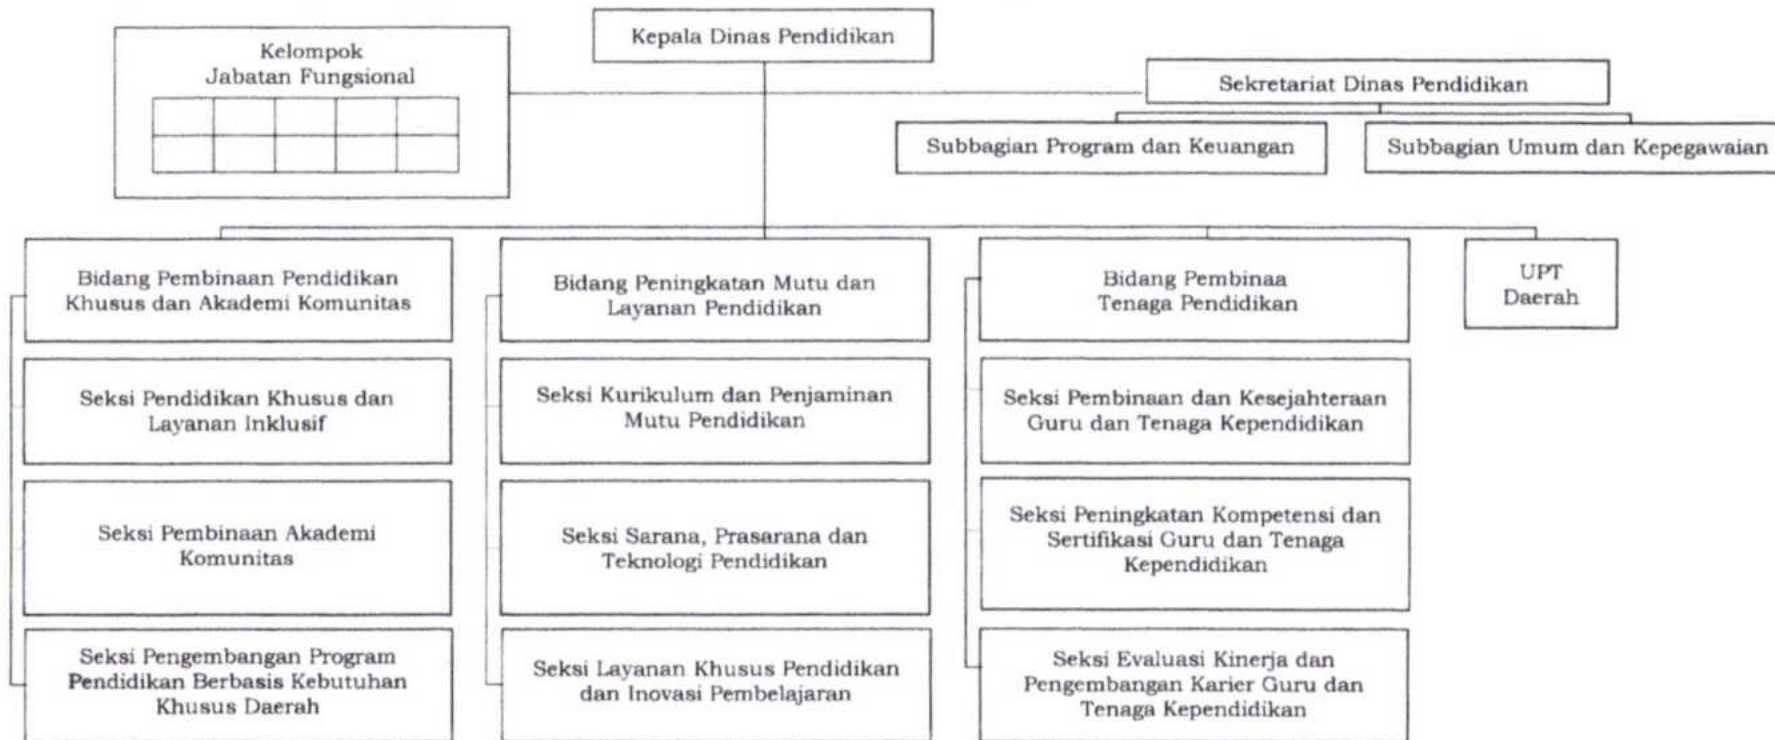 Kepala Dinas Pendidikan
Kelompok
Jabatan Fungsional
Sekretariat Dinas Pendidikan
Subbagian Program dan Keuangan
Subbagian Umum dan Kepegawaian
Bidang Pembinaan Pendidikan
Khusus dan Akademi Komunitas
Seksi Pendidikan Khusus dan
Layanan Inklusif
Seksi Pembinaan Akademi
Komunitas
Seksi Pengembangan Program
Pendidikan Berbasis Kebutuhan
Khusus Daerah
Bidang Peningkatan Mutu dan
Layanan Pendidikan
Seksi Kurikulum dan Penjaminan
Mutu Pendidikan
Seksi Sarana, Prasarana dan
Teknologi Pendidikan
Seksi Layanan Khusus Pendidikan
dan Inovasi Pembelajaran
Bidang Pembinaa
Tenaga Pendidikan
Seksi Pembinaan dan Kesejahteraan
Guru dan Tenaga Kependidikan
Seksi Peningkatan Kompetensi dan
Sertifikasi Guru dan Tenaga
Kependidikan
Seksi Evaluasi Kinerja dan
Pengembangan Karier Guru dan
Tenaga Kependidikan
UPT
Daerah